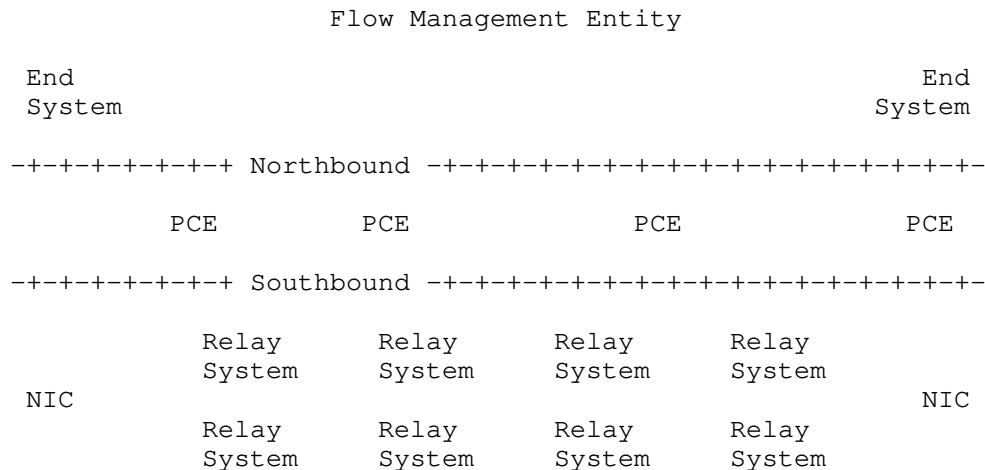 Flow Management Entity
End End
System System
-+-+-+-+-+-+ Northbound -+-+-+-+-+-+-+-+-+-+-+-+-+-+-+-+-+-+-
PCE PCE PCE PCE
-+-+-+-+-+-+ Southbound -+-+-+-+-+-+-+-+-+-+-+-+-+-+-+-+-+-+-
Relay Relay Relay Relay
System System System System
NIC NIC
Relay Relay Relay Relay
System System System System